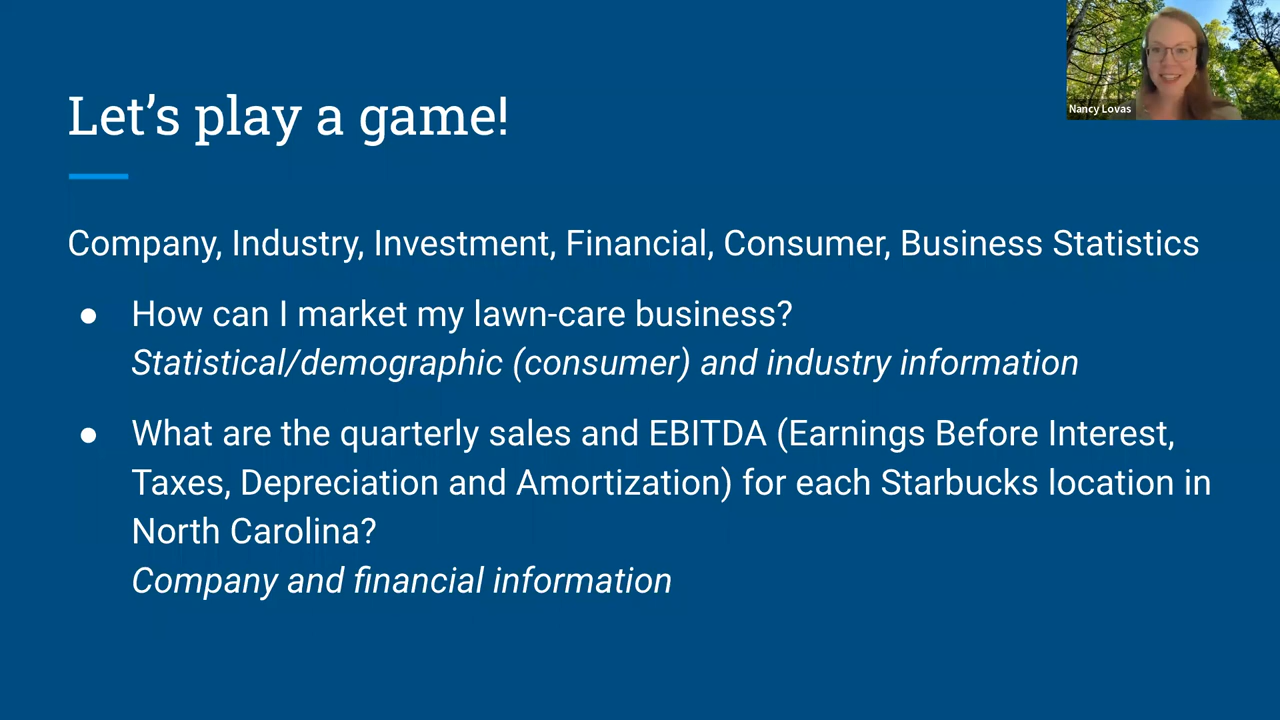 Nancy Lovas
Let's play a game!
Company, Industry, Investment, Financial, Consumer, Business Statistics
● How can I market my lawn-care business?
Statistical/demographic (consumer) and industry information
● What are the quarterly sales and EBITDA (Earnings Before Interest,
Taxes, Depreciation and Amortization) for each Starbucks location in
North Carolina?
Company and financial information